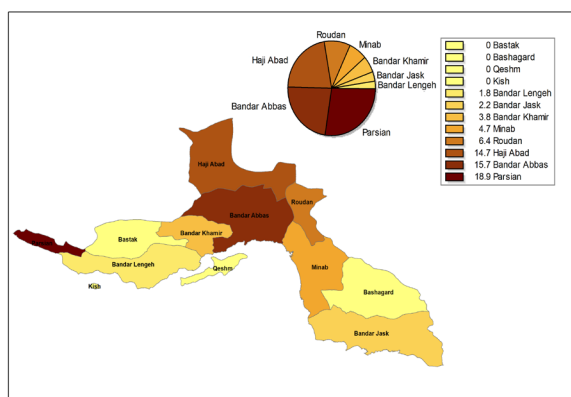 Roudan
Minab
Haji Abad
Bandar Khamir
Bandar Jask
Bandar Lengeh
Bandar Abbas
Parsian
0 Bastak
0 Bashagard
0 Qeshm
0 Kish
1.8 Bandar Lengeh
2.2 Bandar Jask
3.8 Bandar Khamir
4.7 Minab
6.4 Roudan
14.7 Haji Abad
15.7 Bandar Abbas
18.9 Parsian
Haji Abad
Roudan
Bandar Abbas
Bandar Khamir
Bastak
Bandar Lengeh
Qeshm
Minab
Kish
Bashagard
Bandar Jask